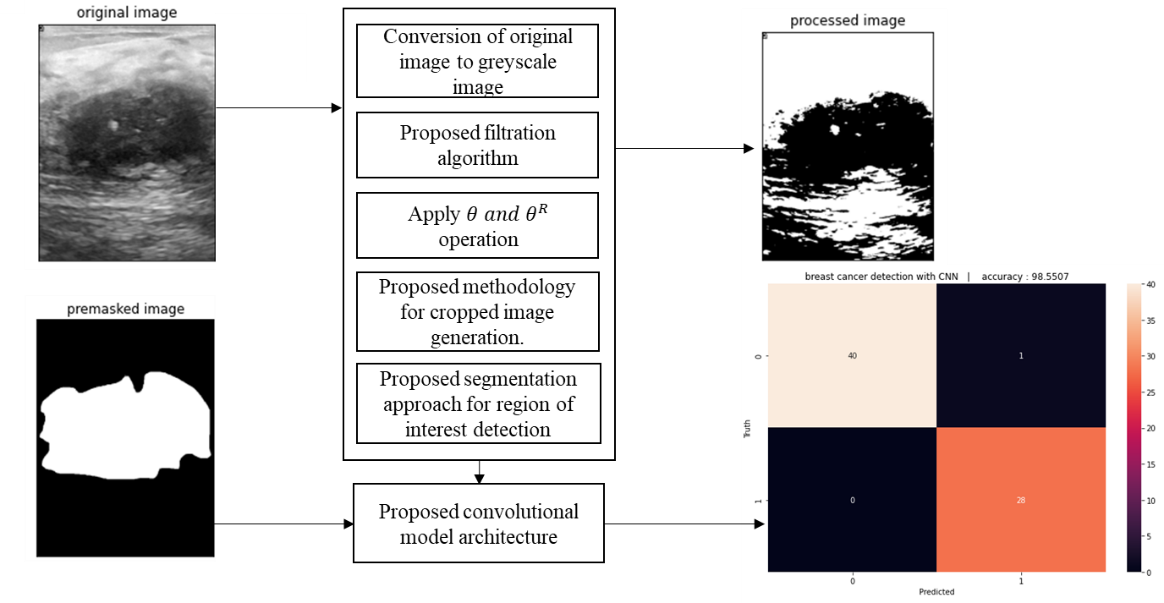 original image
Conversion of original
image to greyscale
image
Proposed filtration
algorithm
Apply θ and θᴿ
operation
Proposed methodology
for cropped image
generation.
Proposed segmentation
approach for region of
interest detection
processed image
premasked image
Proposed convolutional
model architecture
breast cancer detection with CNN | accuracy : 98.5507
40
1
0
28
0
1
Truth
0
1
Predicted
40
35
30
25
20
15
10
5
0